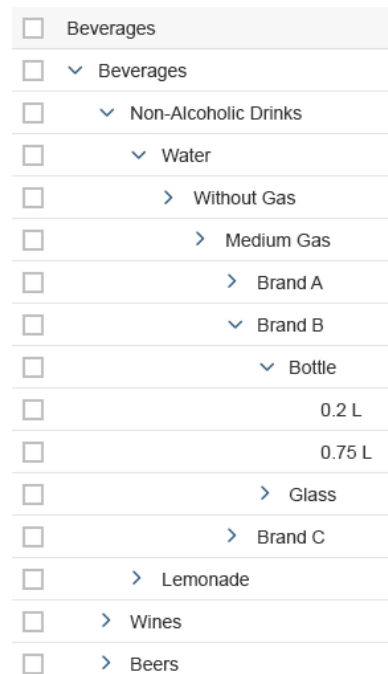 Beverages
Beverages
Non-Alcoholic Drinks
Water
Without Gas
Medium Gas
Brand A
Brand B
Bottle
0.2 L
0.75 L
Glass
Brand C
Lemonade
Wines
Beers